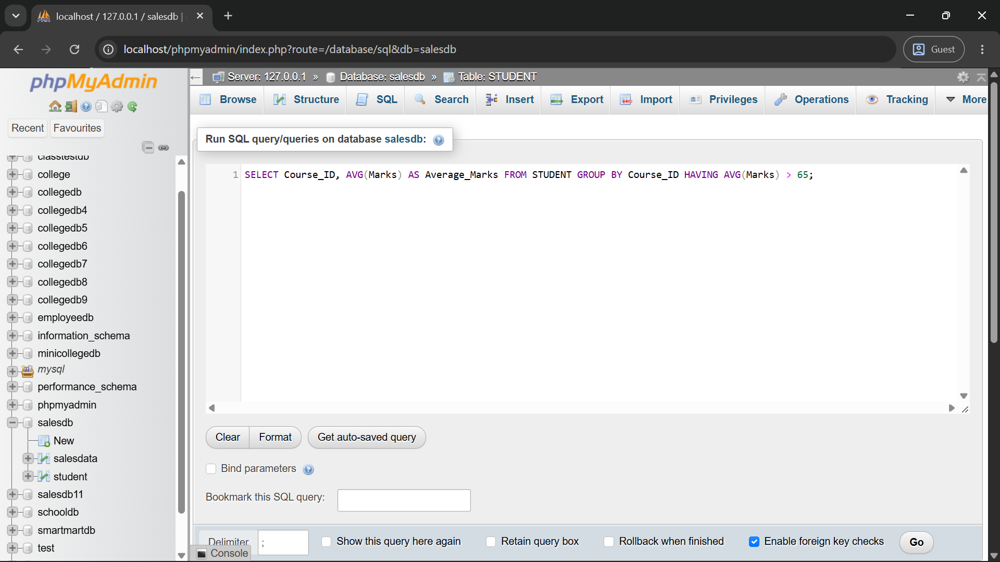 localhost / 127.0.0.1 / salesdb |
localhost/phpmyadmin/index.php?route=/database/sql&db=salesdb
Guest
phpMyAdmin
Recent
Favourites
classtestdb
college
collegedb
collegedb4
collegedb5
collegedb6
collegedb7
collegedb8
collegedb9
employeedb
information_schema
minicollegedb
mysql
performance_schema
phpmyadmin
salesdb
New
salesdata
student
salesdb11
schooldb
smartmartdb
test
Server: 127.0.0.1 » Database: salesdb » Table: STUDENT
Browse
Structure
SQL
Search
Insert
Export
Import
Privileges
Operations
Tracking
More
Run SQL query/queries on database salesdb:
1 SELECT Course_ID, AVG(Marks) AS Average_Marks FROM STUDENT GROUP BY Course_ID HAVING AVG(Marks) > 65;
Clear
Format
Get auto-saved query
Bind parameters
Bookmark this SQL query:
Delimiter ;
Show this query here again
Retain query box
Rollback when finished
Enable foreign key checks
Go
Console